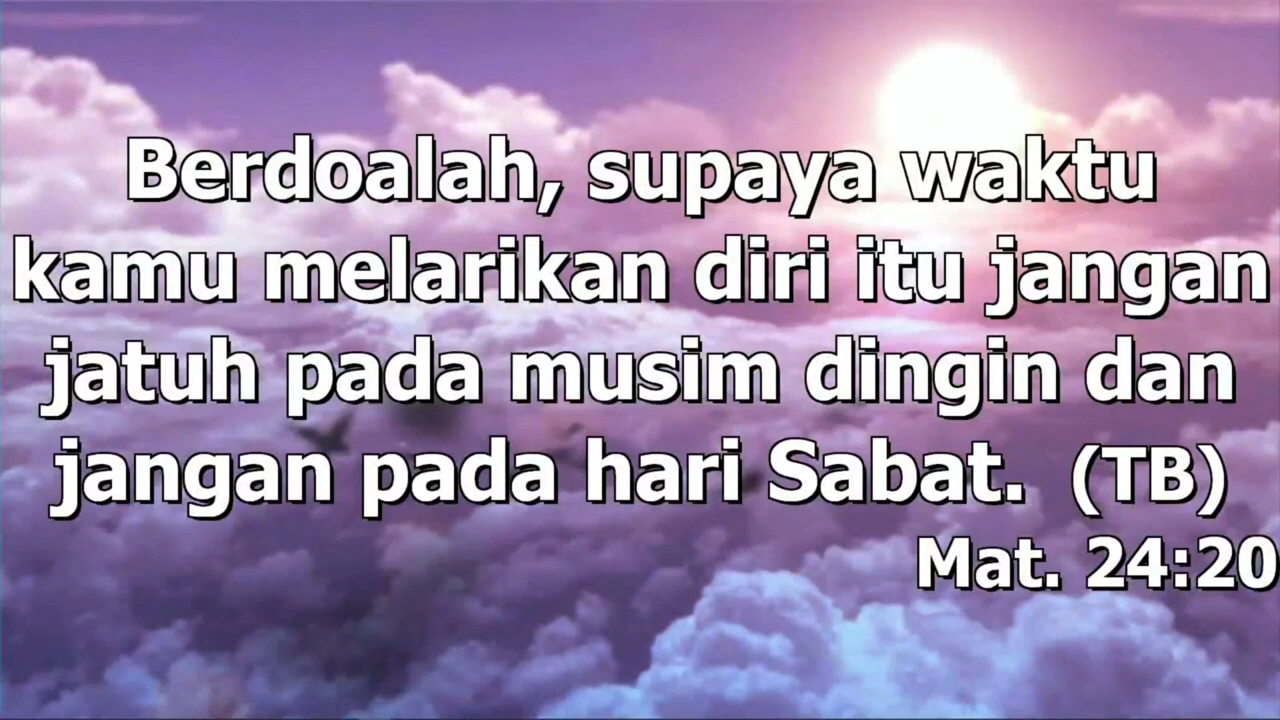 Berdoalah, supaya waktu
kamu melarikan diri itu jangan
jatuh pada musim dingin dan
jangan pada hari Sabat. (TB)
Mat. 24:20